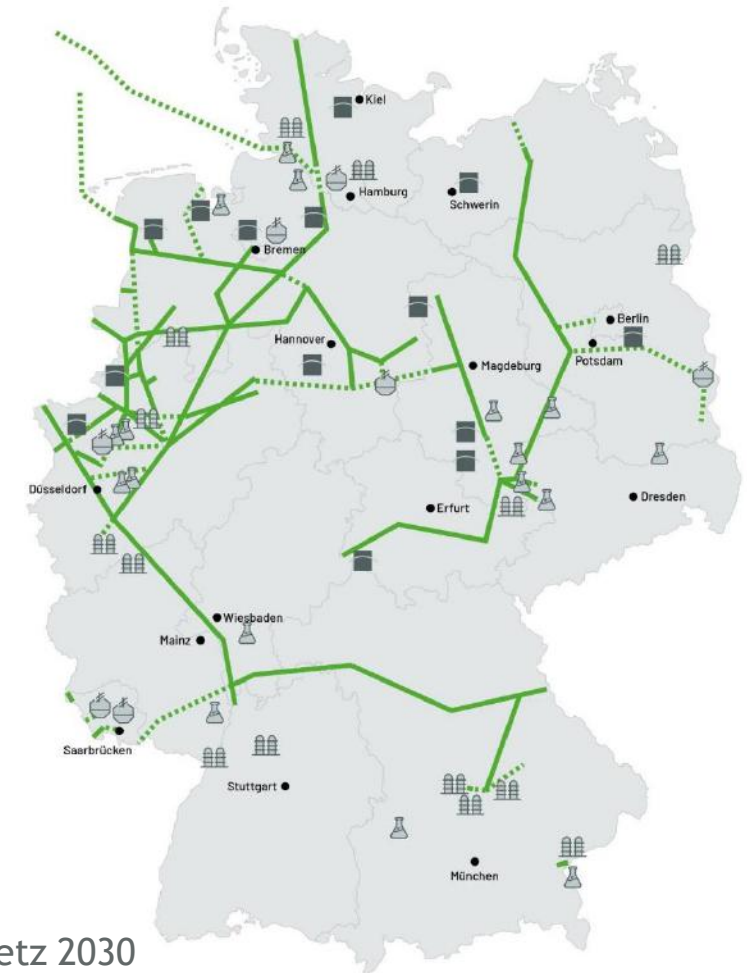 Kiel
Hamburg
Schwerin
Bremen
Berlin
Hannover
Potsdam
Magdeburg
Düsseldorf
Dresden
Erfurt
Wiesbaden
Mainz
Saarbrücken
Stuttgart
München
etz 2030